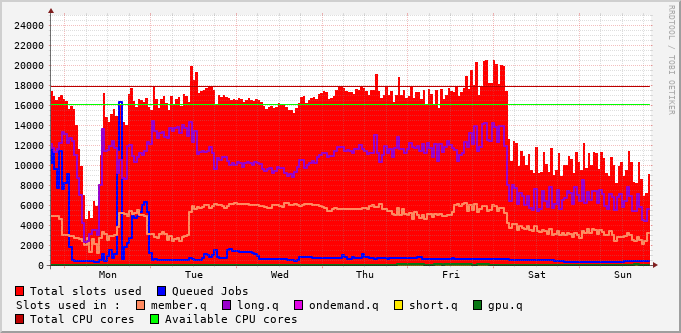 RRDTOOL / TOBI OETIKER
24000
22000
20000
18000
16000
14000
12000
10000
8000
6000
4000
2000
0
Mon Tue Wed Thu Fri Sat Sun
Total slots used Queued Jobs
Slots used in : member.q long.q ondemand.q short.q gpu.q
Total CPU cores Available CPU cores